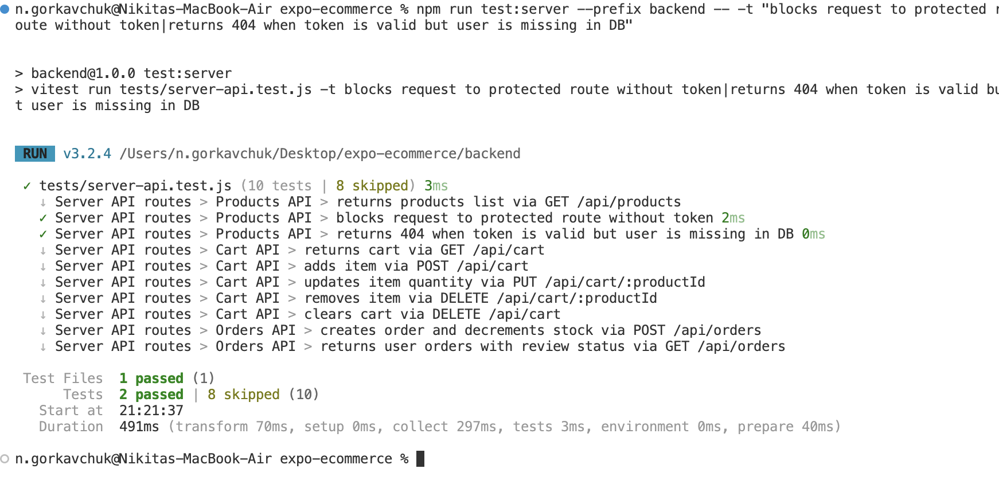 n.gorkavchuk@Nikitas-MacBook-Air expo-ecommerce % npm run test:server --prefix backend -- -t "blocks request to protected r
oute without token|returns 404 when token is valid but user is missing in DB"
> backend@1.0.0 test:server
> vitest run tests/server-api.test.js -t blocks request to protected route without token|returns 404 when token is valid bu
t user is missing in DB
RUN v3.2.4 /Users/n.gorkavchuk/Desktop/expo-ecommerce/backend
✓ tests/server-api.test.js (10 tests | 8 skipped) 3ms
↓ Server API routes > Products API > returns products list via GET /api/products
✓ Server API routes > Products API > blocks request to protected route without token 2ms
✓ Server API routes > Products API > returns 404 when token is valid but user is missing in DB 0ms
↓ Server API routes > Cart API > returns cart via GET /api/cart
↓ Server API routes > Cart API > adds item via POST /api/cart
↓ Server API routes > Cart API > updates item quantity via PUT /api/cart/:productId
↓ Server API routes > Cart API > removes item via DELETE /api/cart/:productId
↓ Server API routes > Cart API > clears cart via DELETE /api/cart
↓ Server API routes > Orders API > creates order and decrements stock via POST /api/orders
↓ Server API routes > Orders API > returns user orders with review status via GET /api/orders
Test Files 1 passed (1)
Tests 2 passed | 8 skipped (10)
Start at 21:21:37
Duration 491ms (transform 70ms, setup 0ms, collect 297ms, tests 3ms, environment 0ms, prepare 40ms)
n.gorkavchuk@Nikitas-MacBook-Air expo-ecommerce %